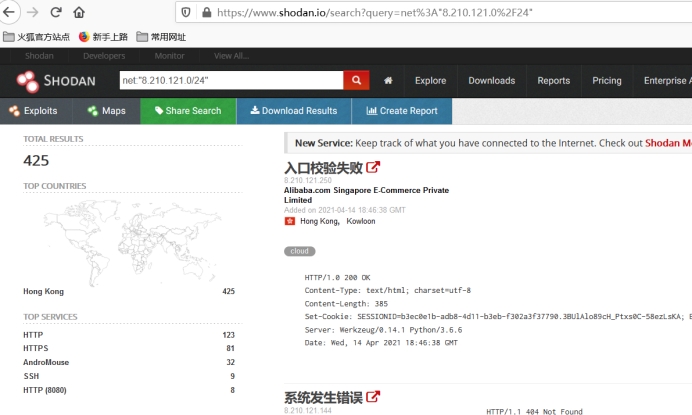 https://www.shodan.io/search?query=net%3A"8.210.121.0%2F24"
火狐官方站点 新手上路 常用网址
Shodan Developers Monitor View All...
SHODAN net:"8.210.121.0/24" Explore Downloads Reports Pricing Enterprise A
Exploits Maps Share Search Download Results Create Report
TOTAL RESULTS
425
TOP COUNTRIES
Hong Kong 425
TOP SERVICES
HTTP 123
HTTPS 81
AndroMouse 32
SSH 9
HTTP (8080) 8
New Service: Keep track of what you have connected to the Internet. Check out Shodan M
入口校验失败
8.210.121.250
Alibaba.com Singapore E-Commerce Private
Limited
Added on 2021-04-14 18:46:38 GMT
Hong Kong, Kowloon
cloud
HTTP/1.0 200 OK
Content-Type: text/html; charset=utf-8
Content-Length: 385
Set-Cookie: SESSIONID=b3ec0e1b-adb8-4d11-b3eb-f302a3f37790.3BUlAlo89cH_Ptxs0C-58ezLsKA; E
Server: Werkzeug/0.14.1 Python/3.6.6
Date: Wed, 14 Apr 2021 18:46:38 GMT
系统发生错误
8.210.121.144
HTTP/1.1 404 Not Found